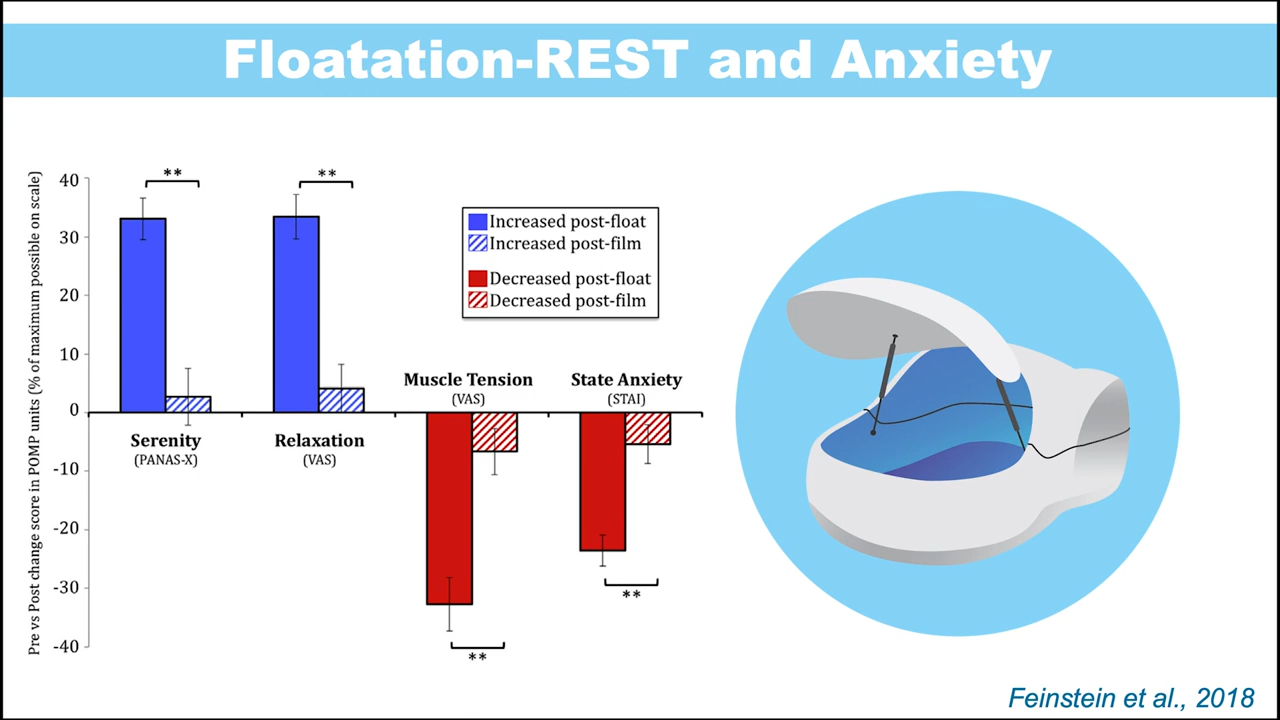 Floatation-REST and Anxiety
Pre vs Post change score in POMP units (% of maximum possible on scale)
40
30
20
10
0
-10
-20
-30
-40
**
**
Increased post-float
Increased post-film
Decreased post-float
Decreased post-film
Serenity
(PANAS-X)
Relaxation
(VAS)
Muscle Tension
(VAS)
State Anxiety
(STAI)
**
**
Feinstein et al., 2018